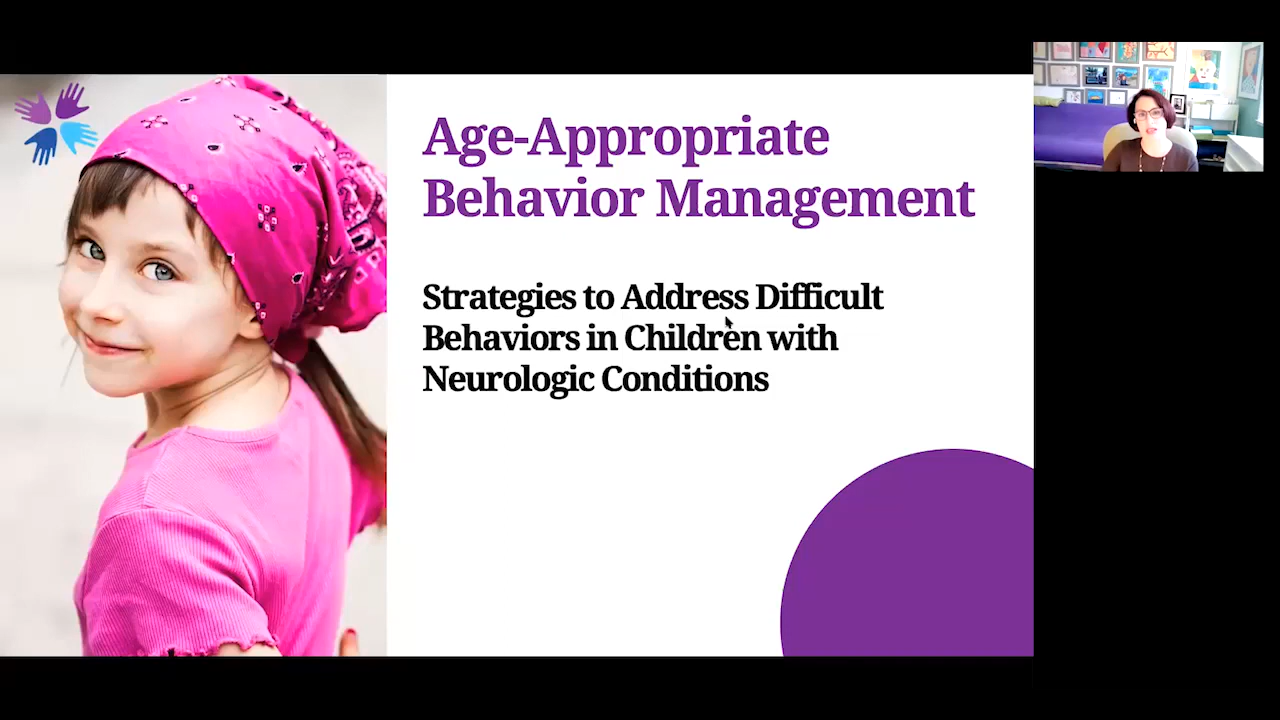 Age-Appropriate
Behavior Management
Strategies to Address Difficult
Behaviors in Children with
Neurologic Conditions